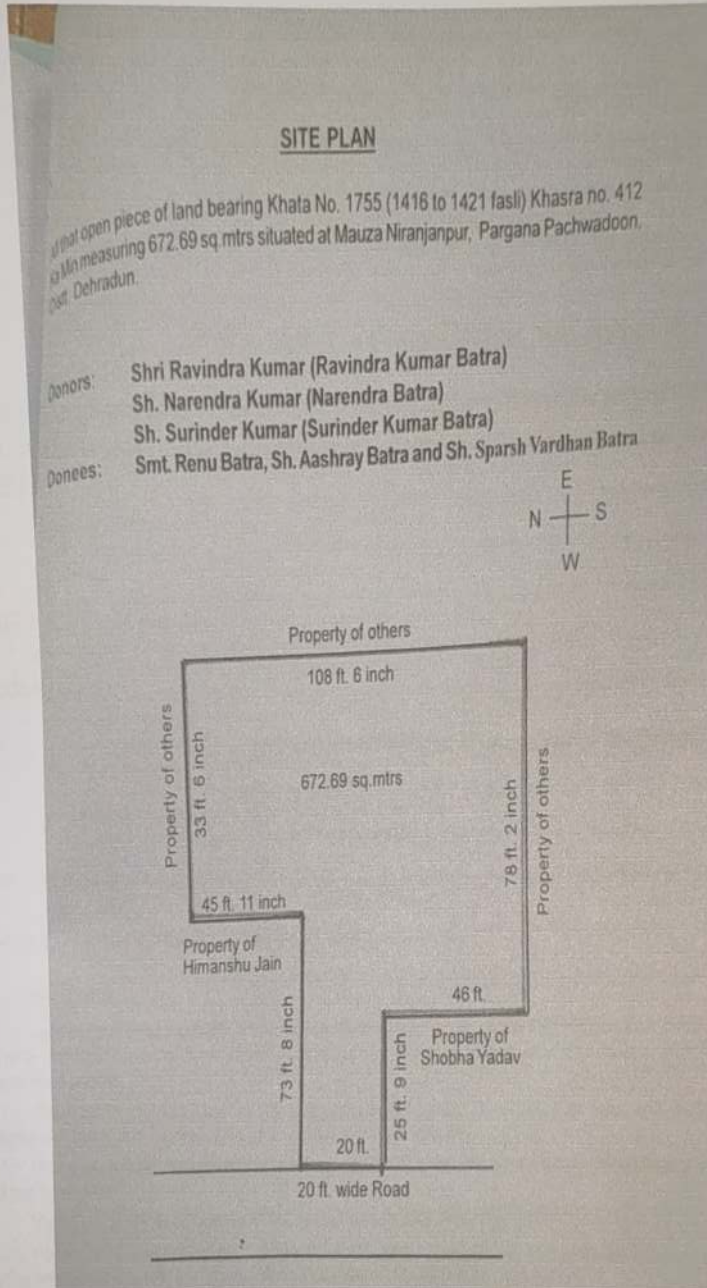 SITE PLAN
that open piece of land bearing Khata No. 1755 (1416 to 1421 fasli) Khasra no. 412
Min measuring 672.69 sq.mtrs situated at Mauza Niranjanpur, Pargana Pachwadoon,
Distt. Dehradun.
Donors: Shri Ravindra Kumar (Ravindra Kumar Batra)
Sh. Narendra Kumar (Narendra Batra)
Sh. Surinder Kumar (Surinder Kumar Batra)
Donees: Smt. Renu Batra, Sh. Aashray Batra and Sh. Sparsh Vardhan Batra
E
N S
W
Property of others
108 ft. 6 inch
Property of others
33 ft. 6 inch
672.69 sq.mtrs
78 ft. 2 inch
Property of others
45 ft. 11 inch
Property of
Himanshu Jain
73 ft. 8 inch
46 ft.
25 ft. 9 inch
Property of
Shobha Yadav
20 ft.
20 ft. wide Road